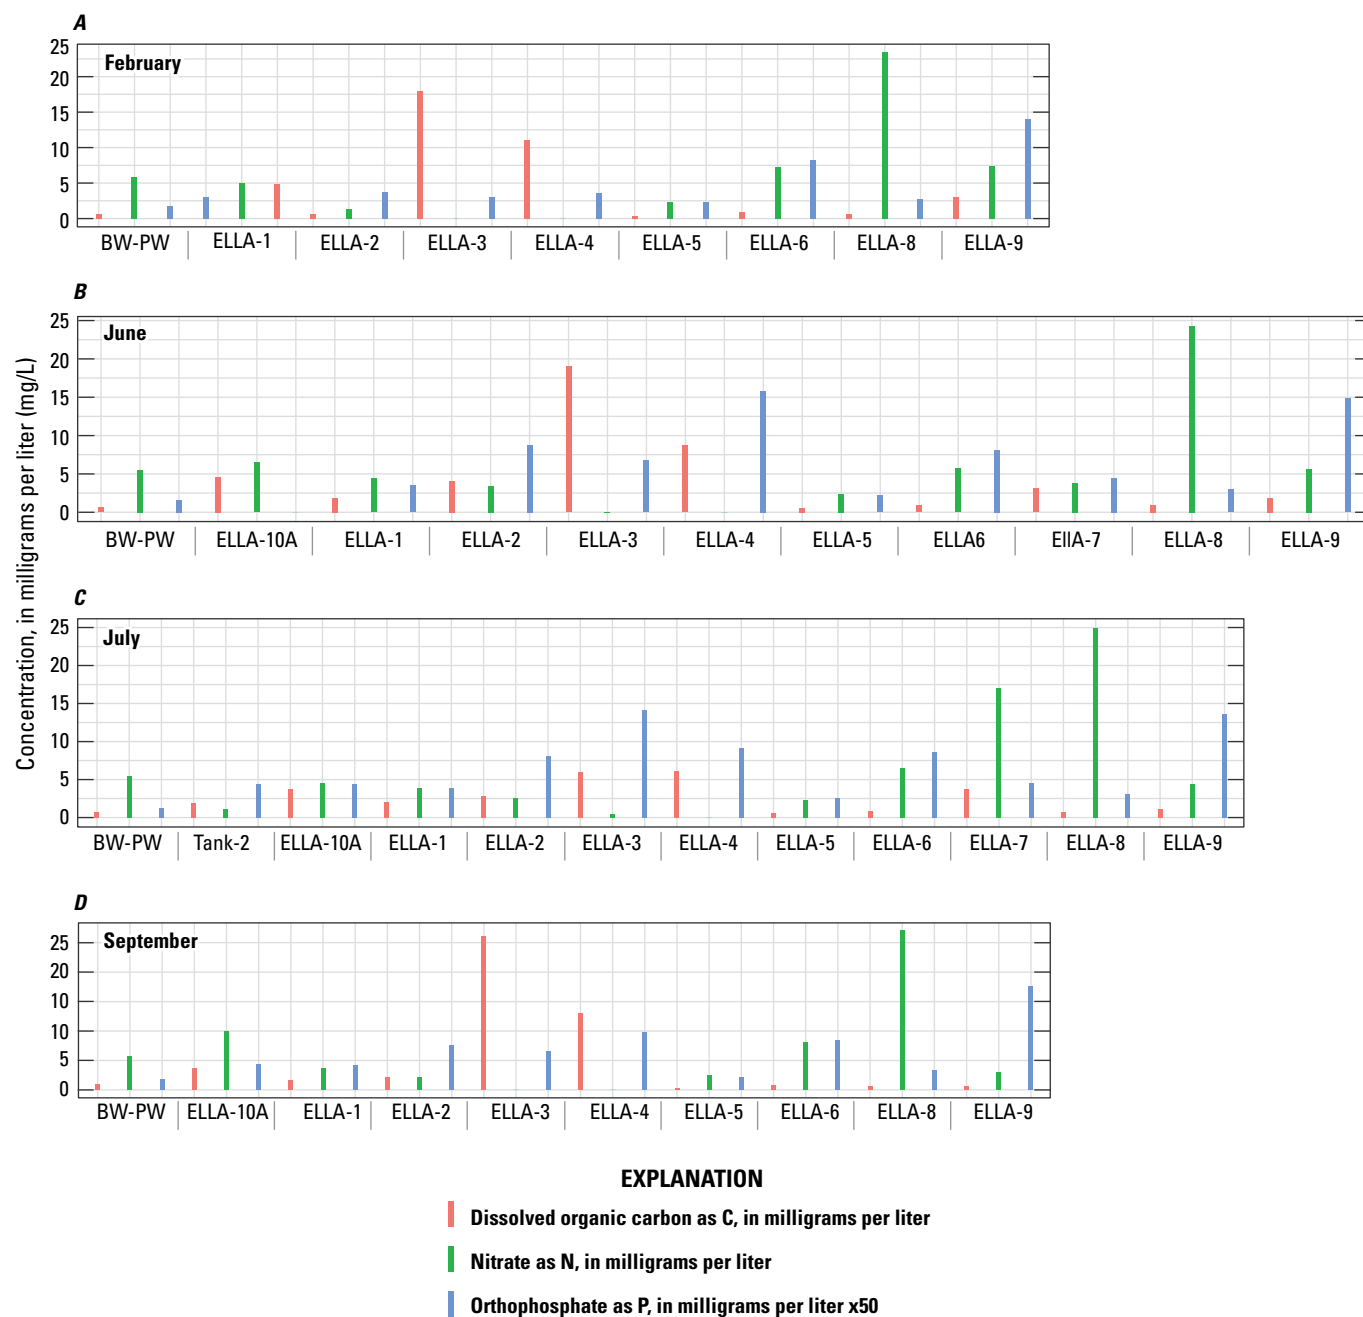 A
February
25
20
15
10
5
0
BW-PW ELLA-1 ELLA-2 ELLA-3 ELLA-4 ELLA-5 ELLA-6 ELLA-8 ELLA-9
B
June
25
20
15
10
5
0
BW-PW ELLA-10A ELLA-1 ELLA-2 ELLA-3 ELLA-4 ELLA-5 ELLA6 EllA-7 ELLA-8 ELLA-9
Concentration, in milligrams per liter (mg/L)
C
July
25
20
15
10
5
0
BW-PW Tank-2 ELLA-10A ELLA-1 ELLA-2 ELLA-3 ELLA-4 ELLA-5 ELLA-6 ELLA-7 ELLA-8 ELLA-9
D
September
25
20
10
10
5
0
BW-PW ELLA-10A ELLA-1 ELLA-2 ELLA-3 ELLA-4 ELLA-5 ELLA-6 ELLA-8 ELLA-9
EXPLANATION
Dissolved organic carbon as C, in milligrams per liter
Nitrate as N, in milligrams per liter
Orthophosphate as P, in milligrams per liter x50